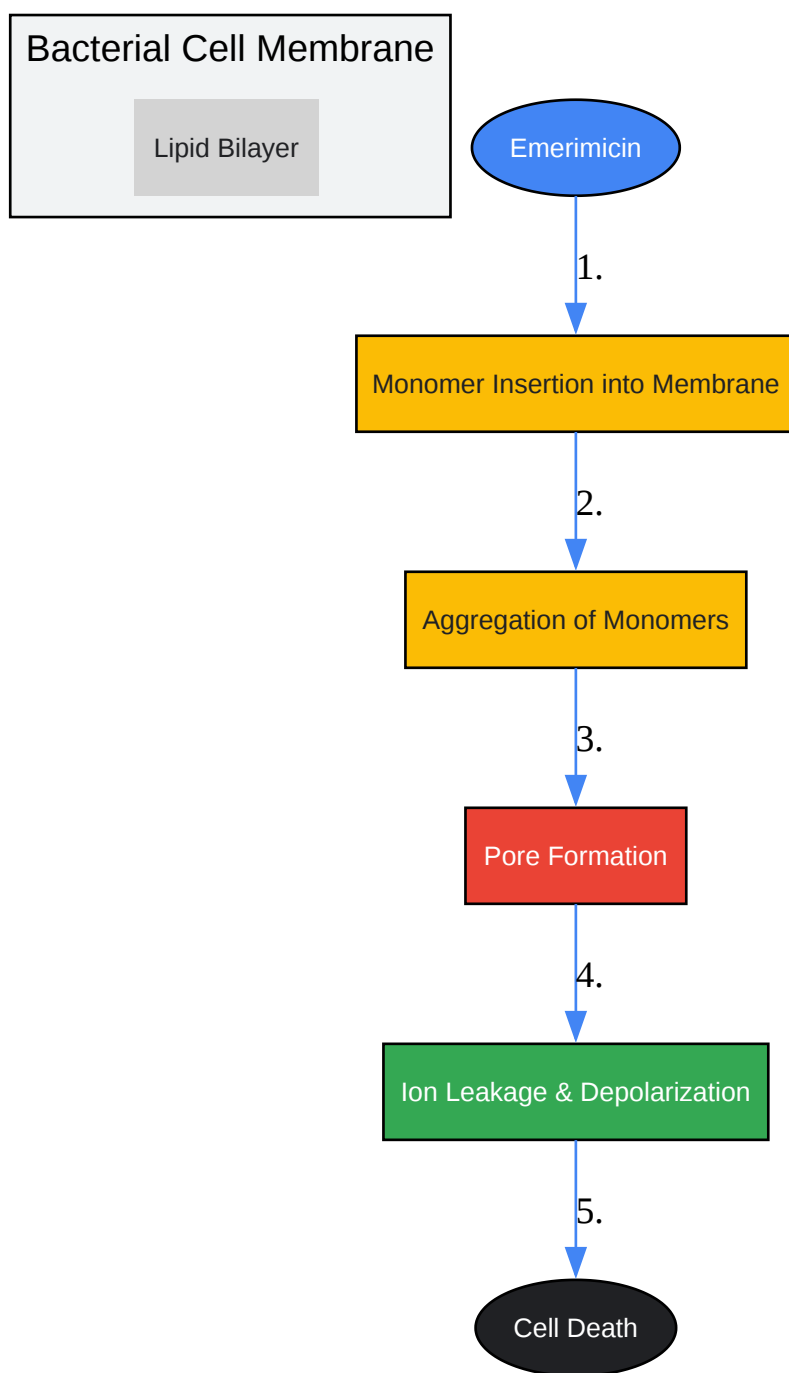 Bacterial Cell Membrane
Lipid Bilayer
Emerimicin
1.
Monomer Insertion into Membrane
2.
Aggregation of Monomers
3.
Pore Formation
4.
Ion Leakage & Depolarization
5.
Cell Death